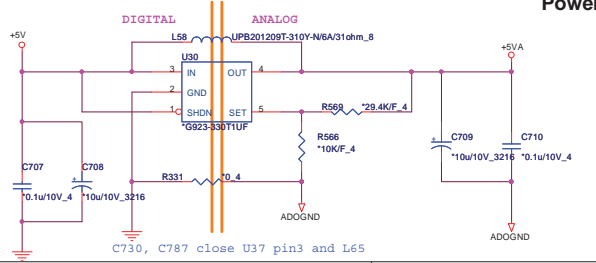 Power
DIGITAL ANALOG
+5V
L58 UPB201209T-310Y-N/6A/31ohm_8
U30
+5VA
3 IN OUT 4
2 GND
1 SHDN SET 5
*G923-330T1UF
R569 *29.4K/F_4
R566
*10K/F_4
C707
*0.1u/10V_4
C708
*10u/10V_3216
C709
*10u/10V_3216
C710
*0.1u/10V_4
R331 *0_4
ADOGND
ADOGND
C730, C787 close U37 pin3 and L65